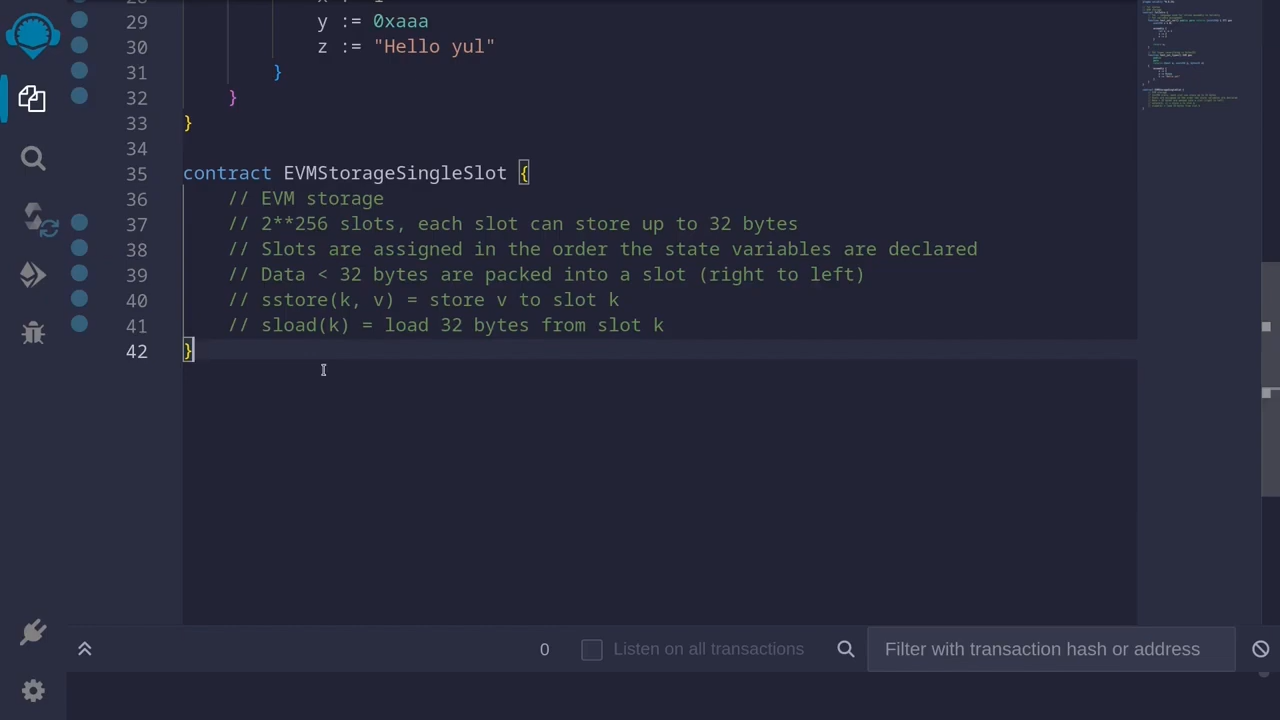 29 y := 0xaaa
30 z := "Hello yul"
31 }
32 }
33 }
34
35 contract EVMStorageSingleSlot {
36 // EVM storage
37 // 2**256 slots, each slot can store up to 32 bytes
38 // Slots are assigned in the order the state variables are declared
39 // Data < 32 bytes are packed into a slot (right to left)
40 // sstore(k, v) = store v to slot k
41 // sload(k) = load 32 bytes from slot k
42 }
0 Listen on all transactions Filter with transaction hash or address